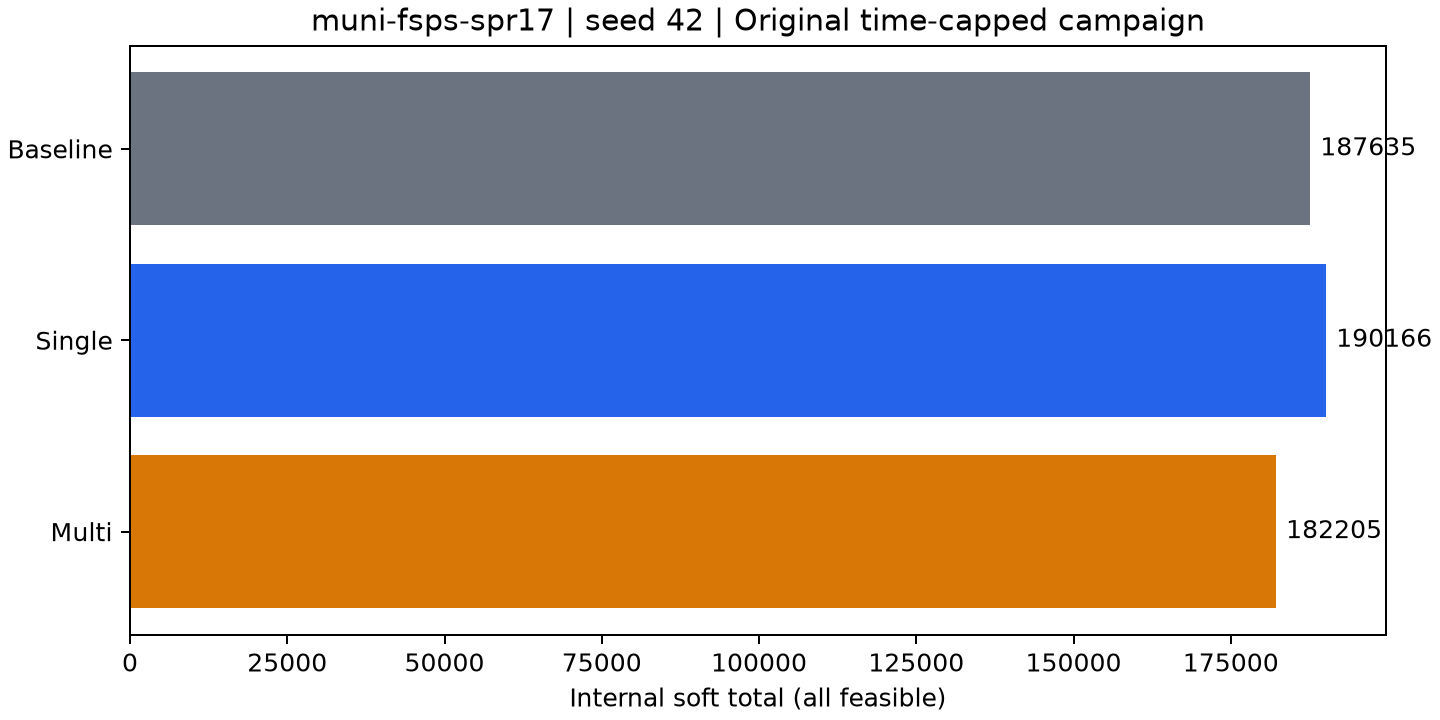 muni-fsps-spr17 | seed 42 | Original time-capped campaign
Baseline
187635
Single
190166
Multi
182205
0 25000 50000 75000 100000 125000 150000 175000
Internal soft total (all feasible)